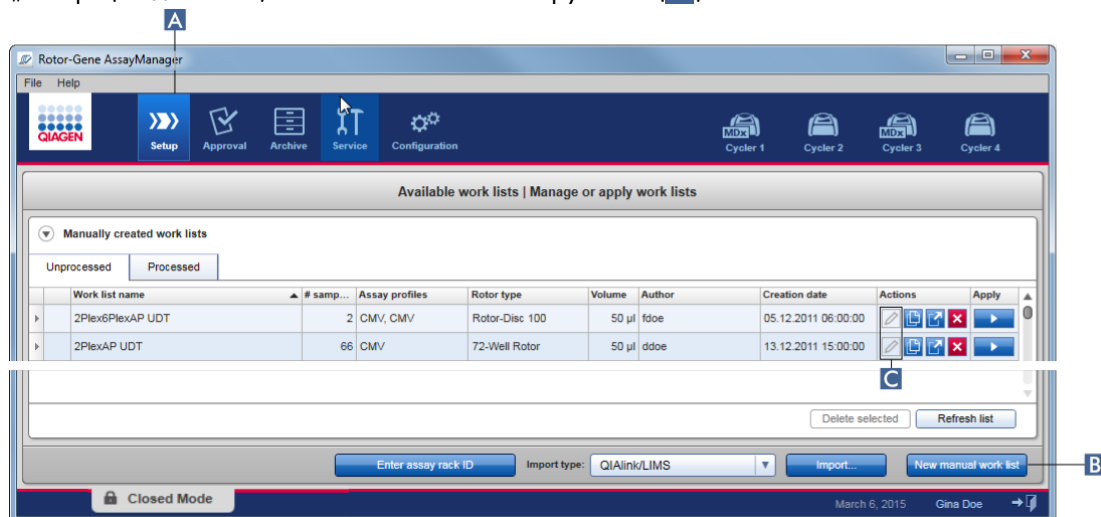 A
Rotor-Gene AssayManager
File Help
QIAGEN
Setup Approval Archive Service Configuration
MDx MDx
Cycler 1 Cycler 2 Cycler 3 Cycler 4
Available work lists | Manage or apply work lists
Manually created work lists
Unprocessed Processed
Work list name # samp... Assay profiles Rotor type Volume Author Creation date Actions Apply
2Plex6PlexAP UDT 2 CMV, CMV Rotor-Disc 100 50 µl fdoe 05.12.2011 06:00:00
2PlexAP UDT 66 CMV 72-Well Rotor 50 µl ddoe 13.12.2011 15:00:00
C
Delete selected Refresh list
Enter assay rack ID Import type: QIAlink/LIMS Import... New manual work list B
Closed Mode March 6, 2015 Gina Doe